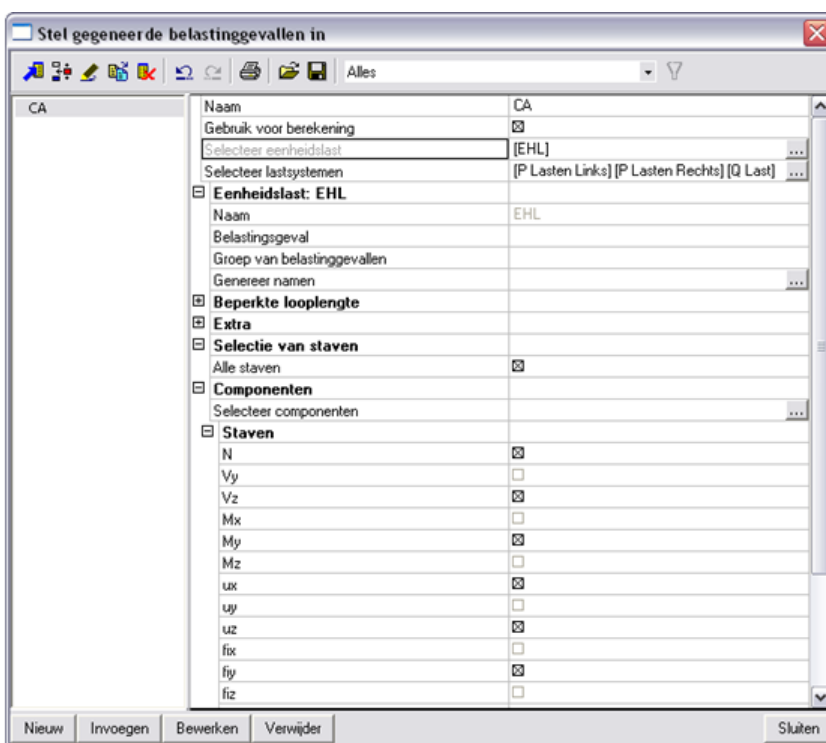 Stel gegeneerde belastinggevallen in
Alles
CA
Naam CA
Gebruik voor berekening
Selecteer eenheidslast [EHL] ...
Selecteer lastsystemen [P Lasten Links] [P Lasten Rechts] [Q Last] ...
Eenheidslast: EHL
Naam EHL
Belastingsgeval
Groep van belastinggevallen
Genereer namen ...
Beperkte looplengte
Extra
Selectie van staven
Alle staven
Componenten
Selecteer componenten ...
Staven
N
Vy
Vz
Mx
My
Mz
ux
uy
uz
fix
fiy
fiz
Nieuw Invoegen Bewerken Verwijder Sluiten